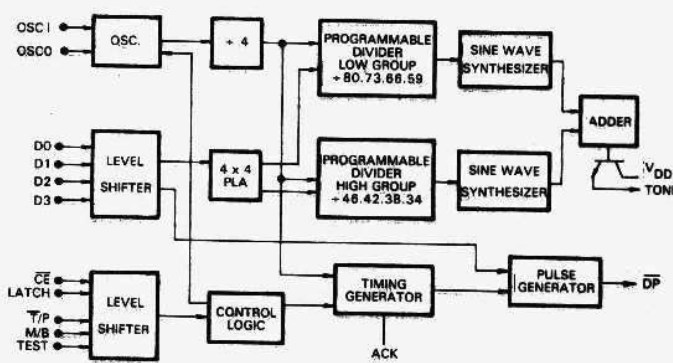 OSC I
OSCO
OSC.
÷ 4
PROGRAMMABLE
DIVIDER
LOW GROUP
÷80.73.66.59
SINE WAVE
SYNTHESIZER
ADDER
VDD
TONE
D0
D1
D2
D3
LEVEL
SHIFTER
4 x 4
PLA
PROGRAMMABLE
DIVIDER
HIGH GROUP
÷46.42.38.34
SINE WAVE
SYNTHESIZER
CE
LATCH
T/P
M/B
TEST
LEVEL
SHIFTER
CONTROL
LOGIC
TIMING
GENERATOR
ACK
PULSE
GENERATOR
DP